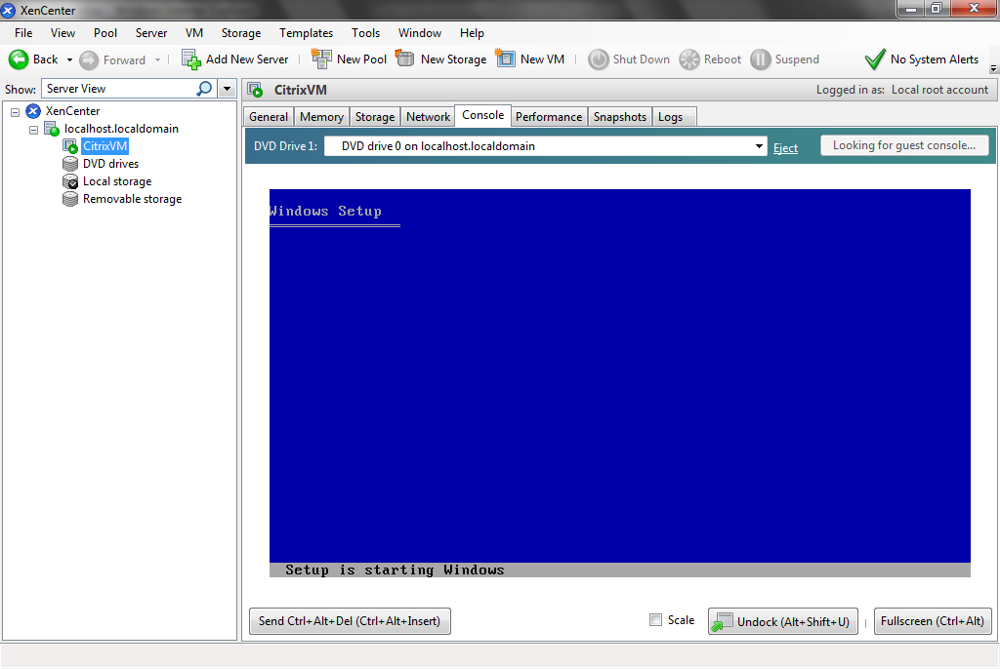 XenCenter
File View Pool Server VM Storage Templates Tools Window Help
Back Forward Add New Server New Pool New Storage New VM Shut Down Reboot Suspend No System Alerts
Show: Server View
CitrixVM Logged in as: Local root account
XenCenter
localhost.localdomain
CitrixVM
DVD drives
Local storage
Removable storage
General Memory Storage Network Console Performance Snapshots Logs
DVD Drive 1: DVD drive 0 on localhost.localdomain Eject Looking for guest console...
Windows Setup
Setup is starting Windows
Send Ctrl+Alt+Del (Ctrl+Alt+Insert) Scale Undock (Alt+Shift+U) Fullscreen (Ctrl+Alt)